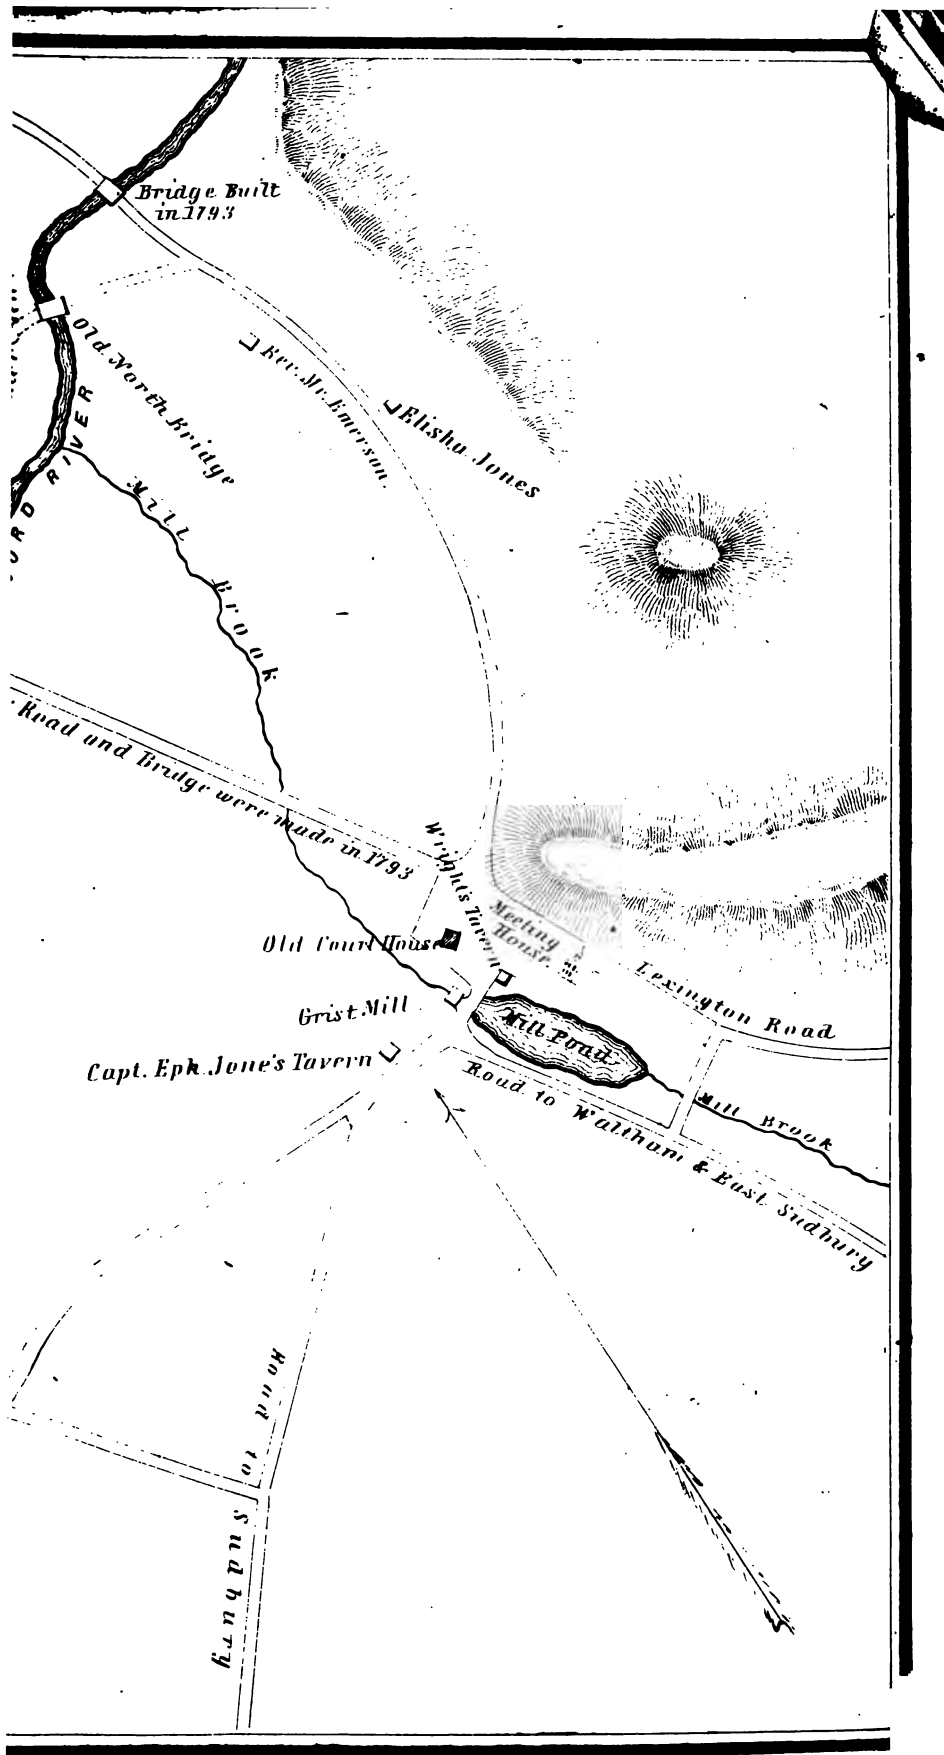 Bridge Built
in 1793
Old North Bridge
Rev. Mr. Emerson.
Elisha Jones
RIVER
Mill
Brook
Road and Bridge were made in 1793
Wright's Tavern
Meeting
House.
Old Court House
Grist Mill
Mill Pond
Lexington Road
Capt. Eph. Jone's Tavern
Road to Waltham & East Sudbury
Mill Brook
Road to
Sudbury